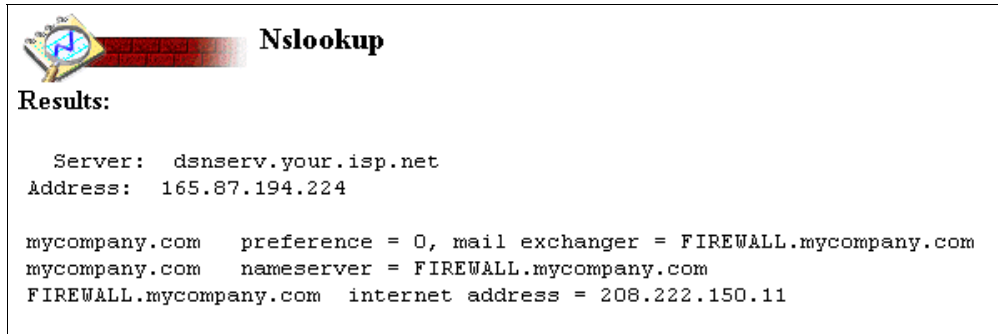 Nslookup
Results:
Server: dsnserv.your.isp.net
Address: 165.87.194.224
mycompany.com preference = 0, mail exchanger = FIREWALL.mycompany.com
mycompany.com nameserver = FIREWALL.mycompany.com
FIREWALL.mycompany.com internet address = 208.222.150.11